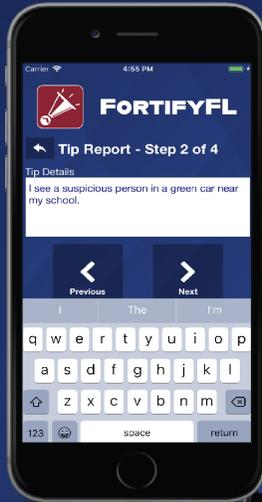 Carrier 4:55 PM
FORTIFYFL
Tip Report - Step 2 of 4
Tip Details
I see a suspicious person in a green car near
my school.
Previous Next
I The I'm
q w e r t y u i o p
a s d f g h j k l
z x c v b n m
123 space return